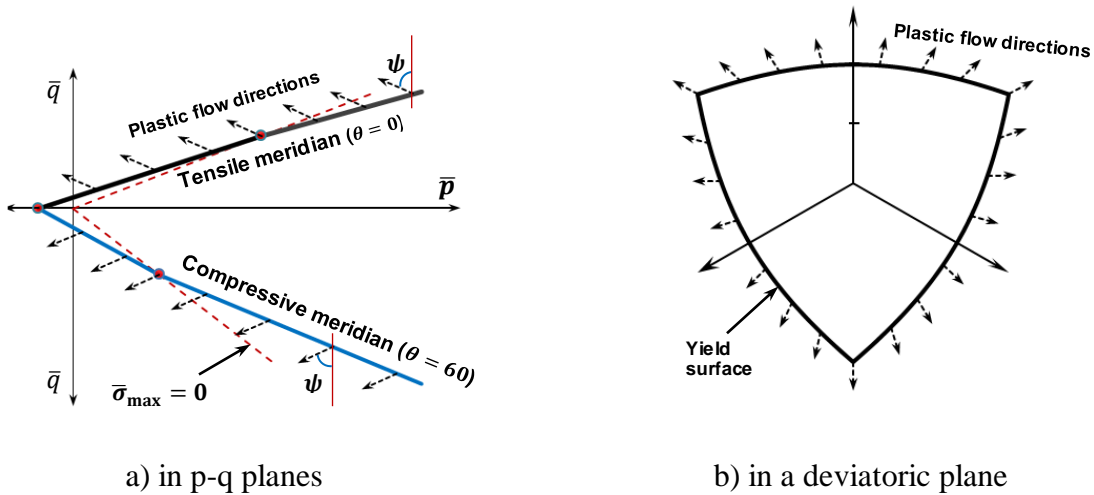 q̅
Plastic flow directions
ψ
Tensile meridian (θ = 0)
p̅
Compressive meridian (θ = 60)
q̅
σ̅max = 0
ψ
a) in p-q planes
Plastic flow directions
Yield
surface
b) in a deviatoric plane